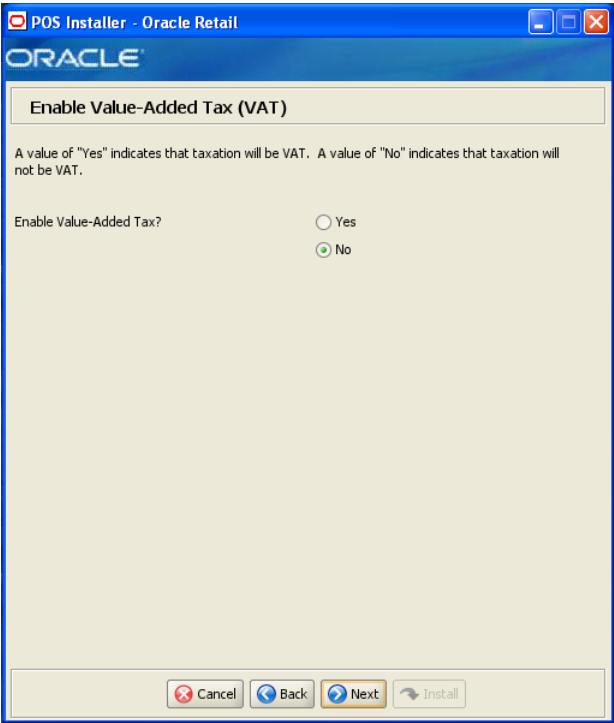 POS Installer - Oracle Retail
ORACLE
Enable Value-Added Tax (VAT)
A value of "Yes" indicates that taxation will be VAT.  A value of "No" indicates that taxation will
not be VAT.
Enable Value-Added Tax? Yes
No
Cancel Back Next Install